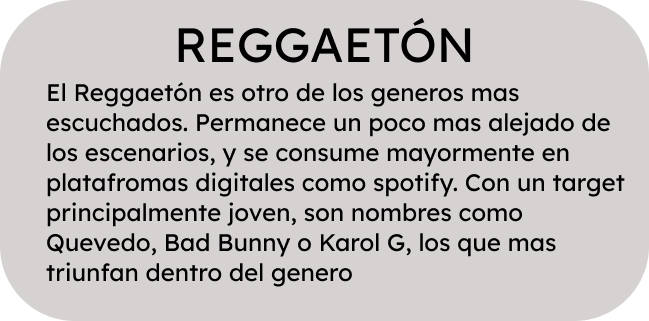 REGGAETÓN
El Reggaetón es otro de los generos mas
escuchados. Permanece un poco mas alejado de
los escenarios, y se consume mayormente en
platafromas digitales como spotify. Con un target
principalmente joven, son nombres como
Quevedo, Bad Bunny o Karol G, los que mas
triunfan dentro del genero